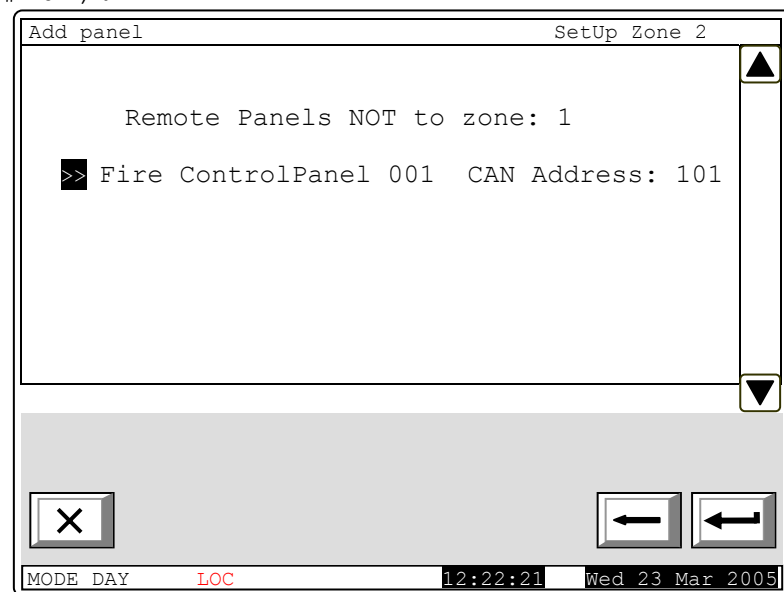 Add panel SetUp Zone 2
Remote Panels NOT to zone: 1
>> Fire ControlPanel 001 CAN Address: 101
MODE DAY LOC 12:22:21 Wed 23 Mar 2005